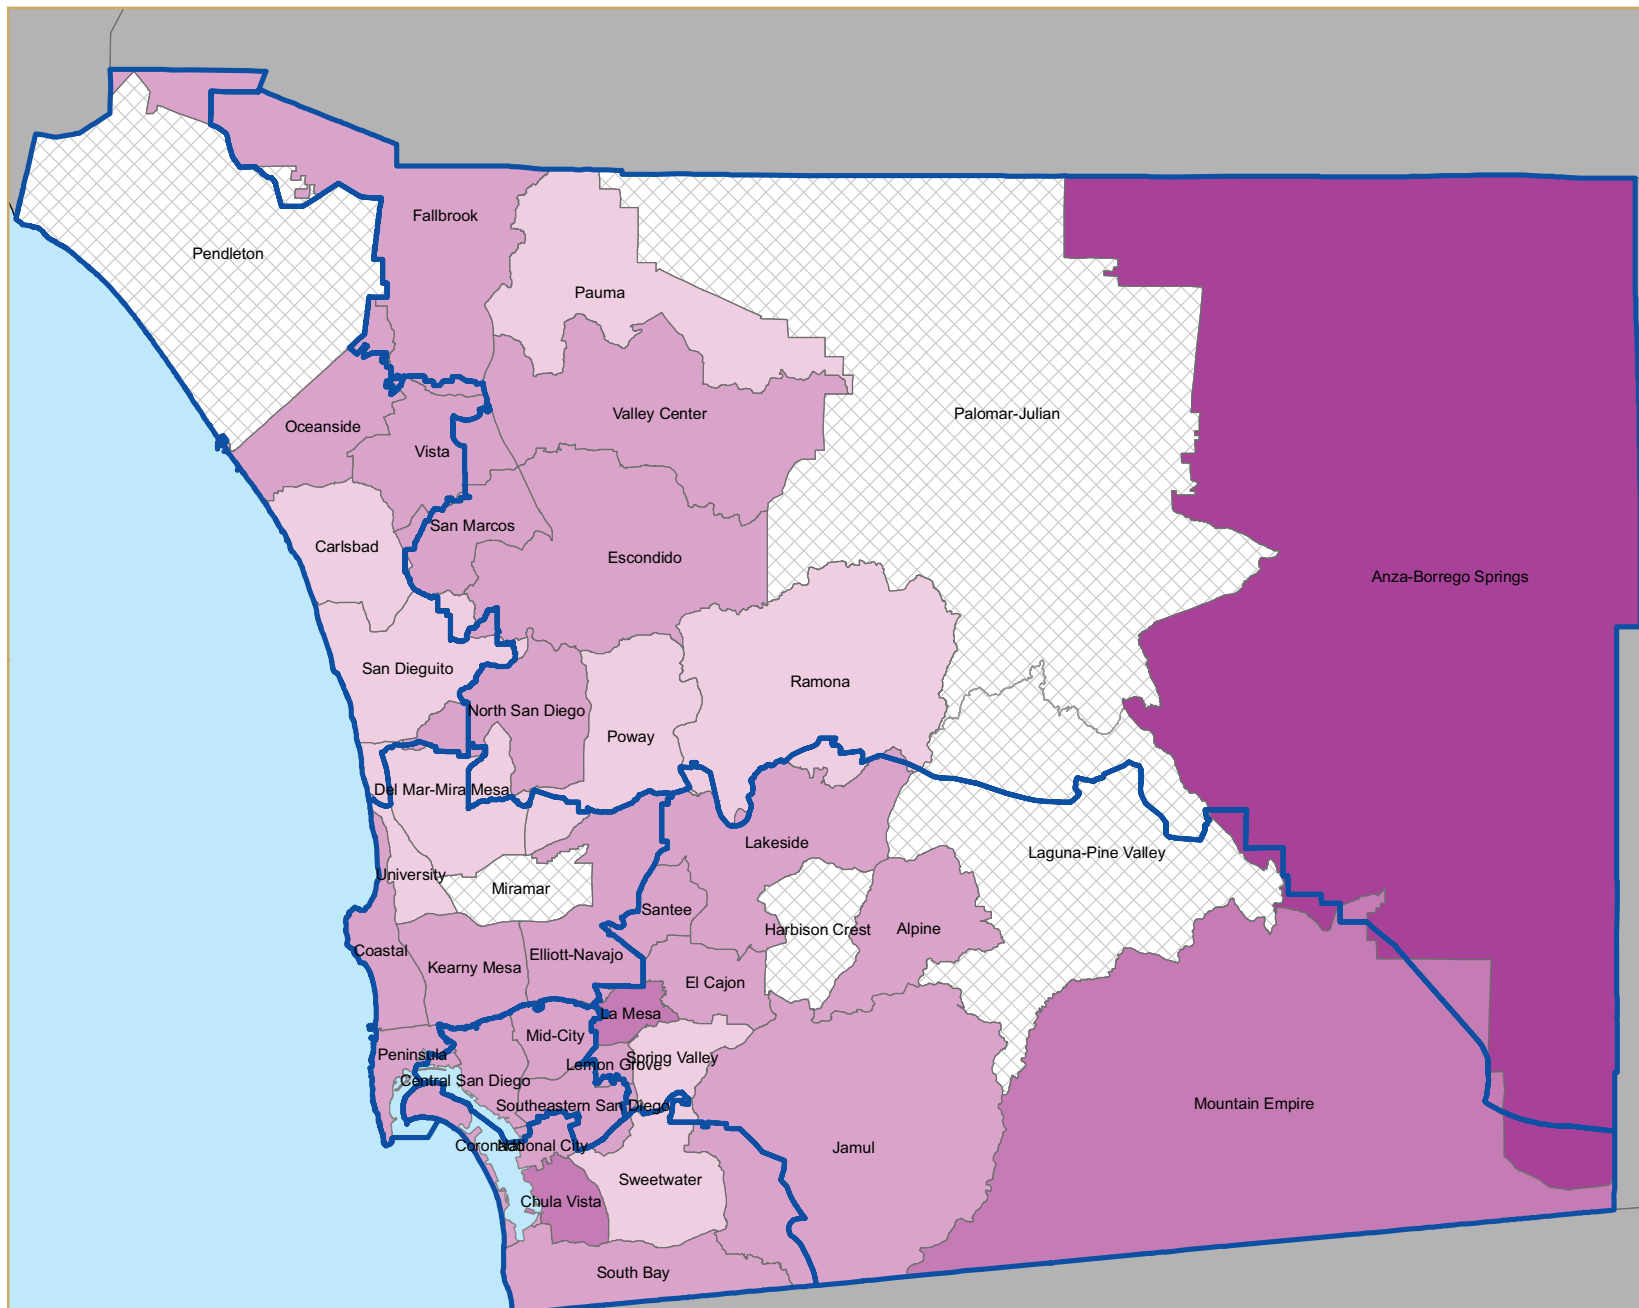 Fallbrook
Pendleton
Pauma
Valley Center
Palomar-Julian
Oceanside
Vista
San Marcos
Carlsbad
Escondido
Anza-Borrego Springs
San Dieguito
Ramona
North San Diego
Poway
Del Mar-Mira Mesa
Lakeside
Laguna-Pine Valley
University
Miramar
Santee
Harbison Crest
Alpine
Coastal
Elliott-Navajo
Kearny Mesa
El Cajon
La Mesa
Mid-City
Peninsula
Spring Valley
Lemon Grove
Central San Diego
Southeastern San Diego
Mountain Empire
Coronado
National City
Jamul
Sweetwater
Chula Vista
South Bay